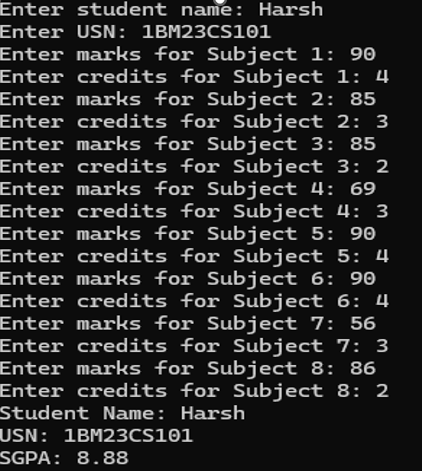 Enter student name: Harsh
Enter USN: 1BM23CS101
Enter marks for Subject 1: 90
Enter credits for Subject 1: 4
Enter marks for Subject 2: 85
Enter credits for Subject 2: 3
Enter marks for Subject 3: 85
Enter credits for Subject 3: 2
Enter marks for Subject 4: 69
Enter credits for Subject 4: 3
Enter marks for Subject 5: 90
Enter credits for Subject 5: 4
Enter marks for Subject 6: 90
Enter credits for Subject 6: 4
Enter marks for Subject 7: 56
Enter credits for Subject 7: 3
Enter marks for Subject 8: 86
Enter credits for Subject 8: 2
Student Name: Harsh
USN: 1BM23CS101
SGPA: 8.88